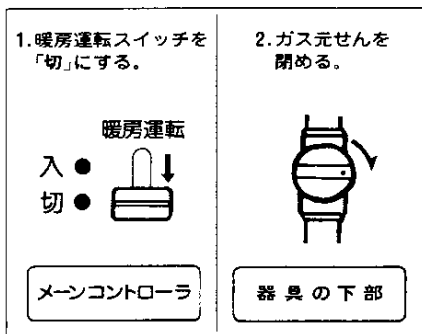 1.暖房運転スイッチを
「切」にする。
暖房運転
入
切
メーンコントローラ
2.ガス元せんを
閉める。
器具の下部